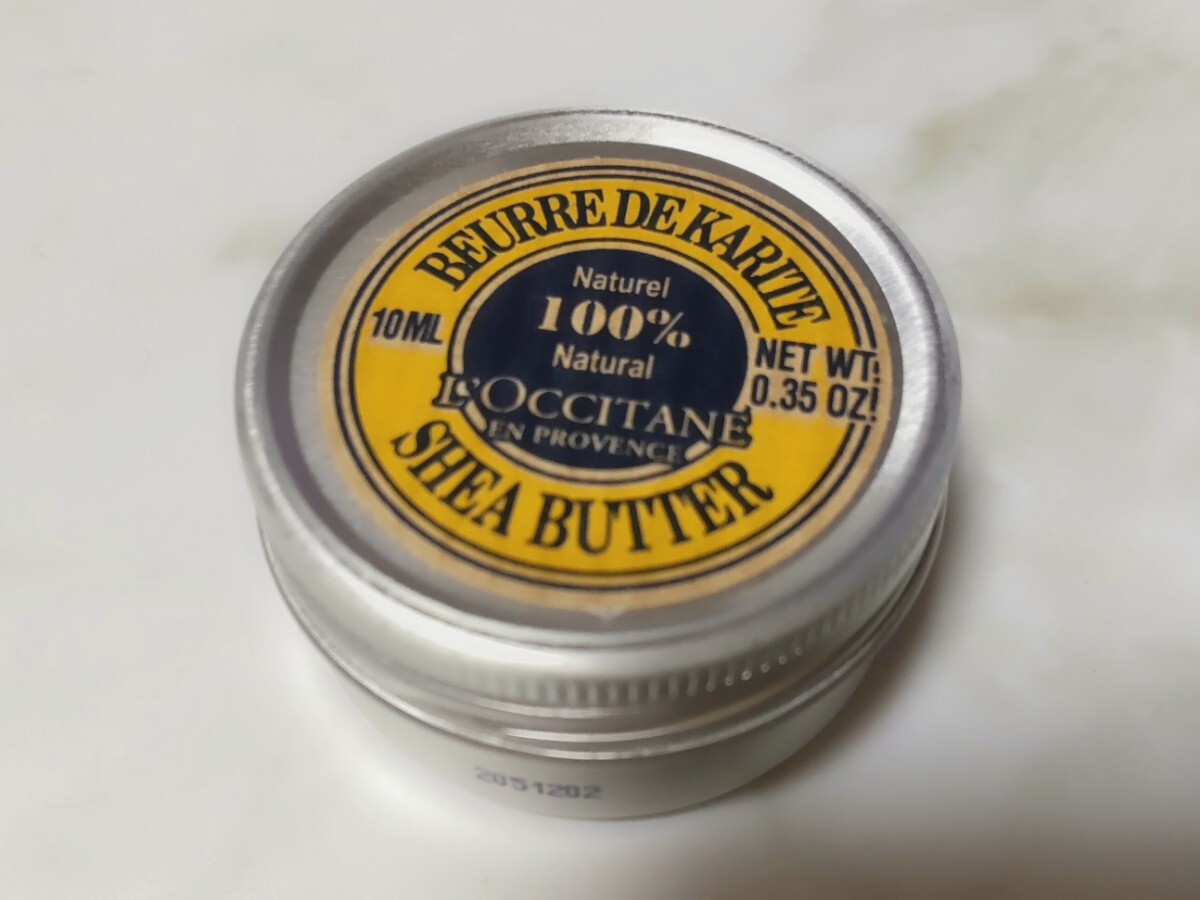 BEURRE DE KARITE
Naturel
100%
Natural
10ML
NET WT.
0.35 OZ.
L'OCCITANE
EN PROVENCE
SHEA BUTTER
2051202